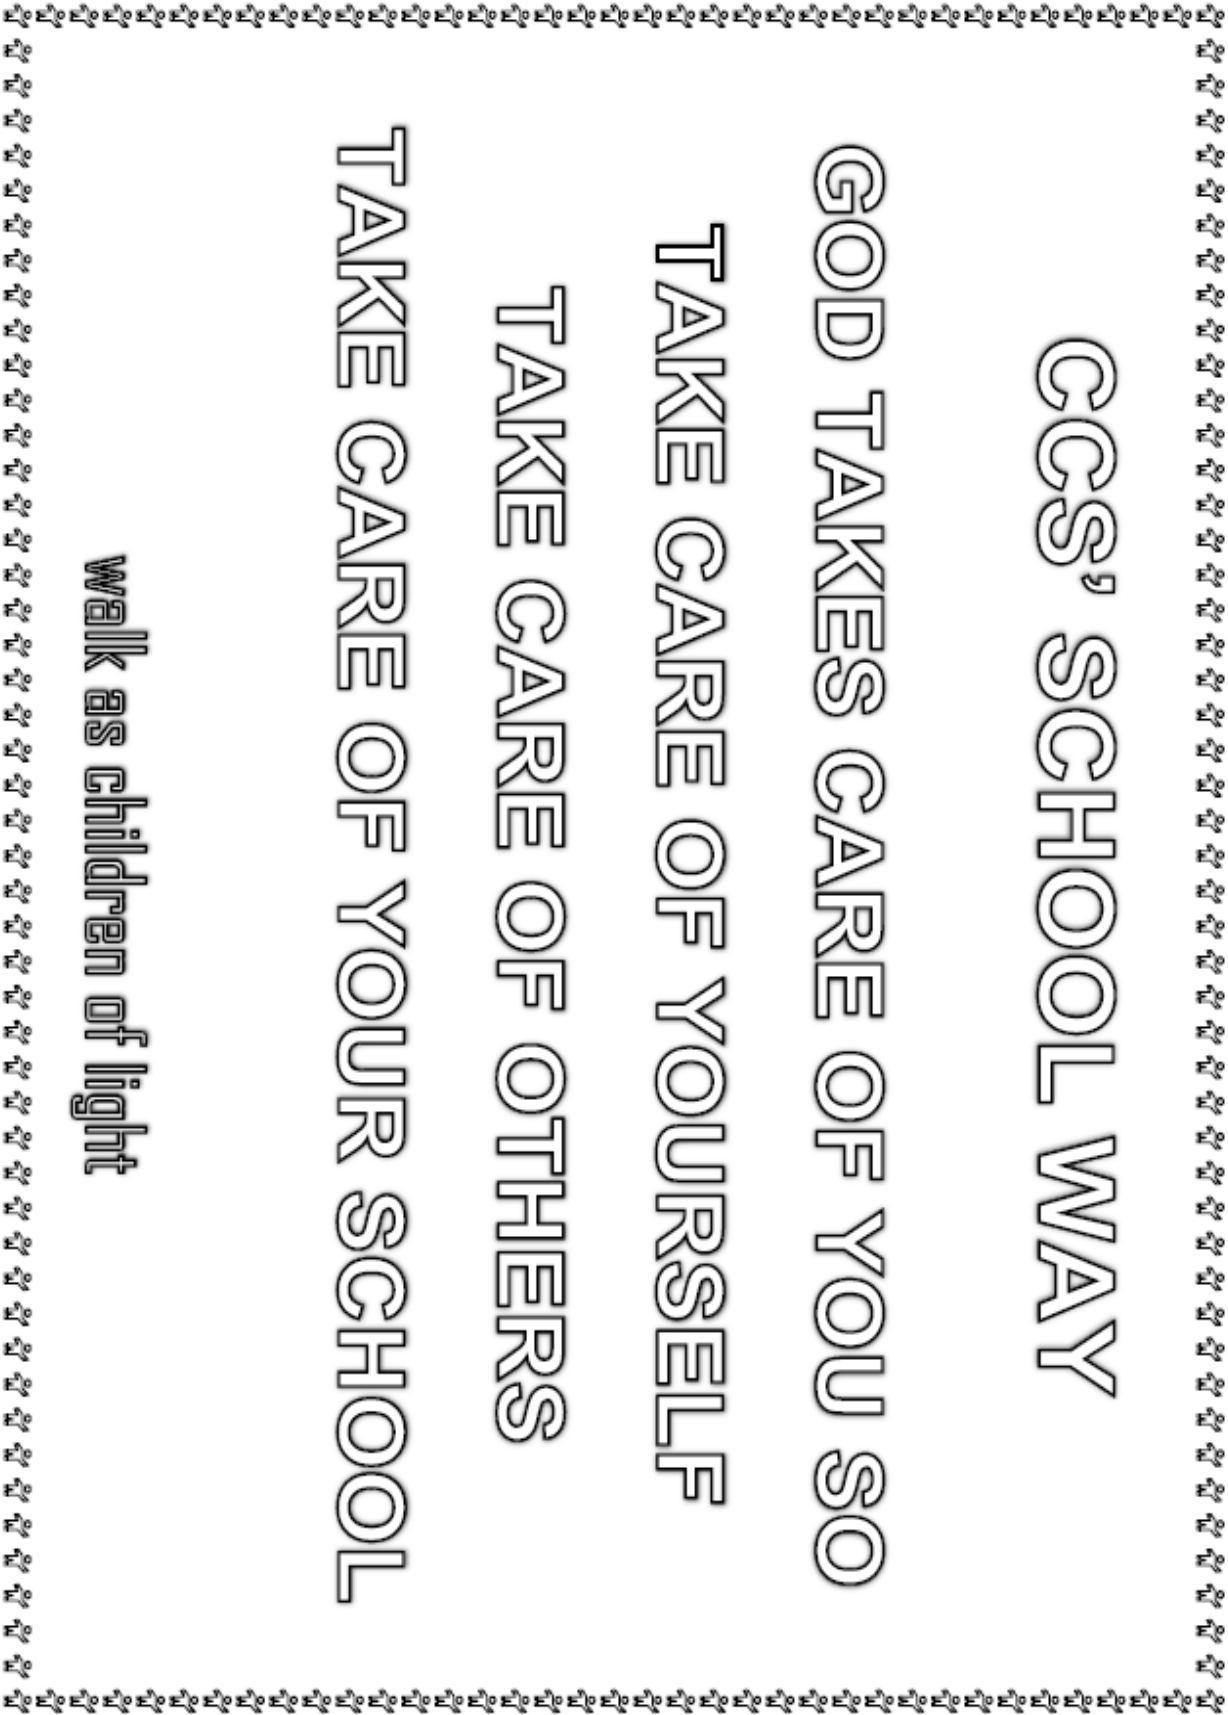 CCS’ SCHOOL WAY
GOD TAKES CARE OF YOU SO
TAKE CARE OF YOURSELF
TAKE CARE OF OTHERS
TAKE CARE OF YOUR SCHOOL
walk as children of light